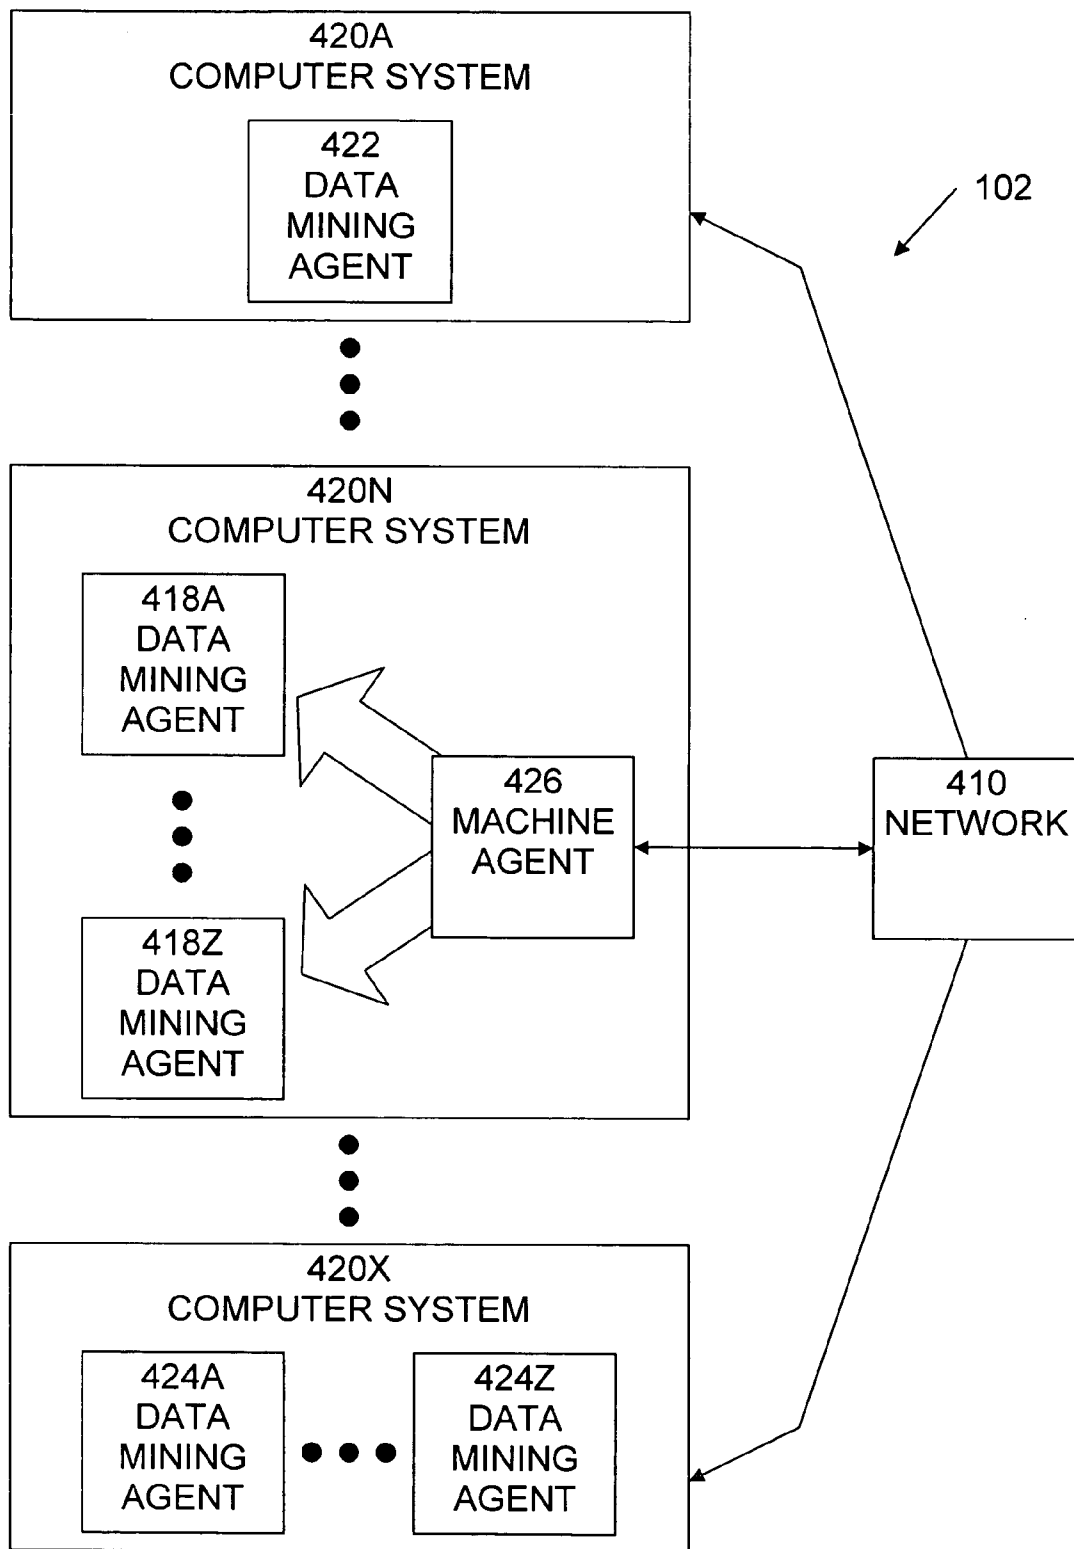 420A
COMPUTER SYSTEM
422
DATA
MINING
AGENT
102
420N
COMPUTER SYSTEM
418A
DATA
MINING
AGENT
426
MACHINE
AGENT
410
NETWORK
418Z
DATA
MINING
AGENT
420X
COMPUTER SYSTEM
424A
DATA
MINING
AGENT
424Z
DATA
MINING
AGENT